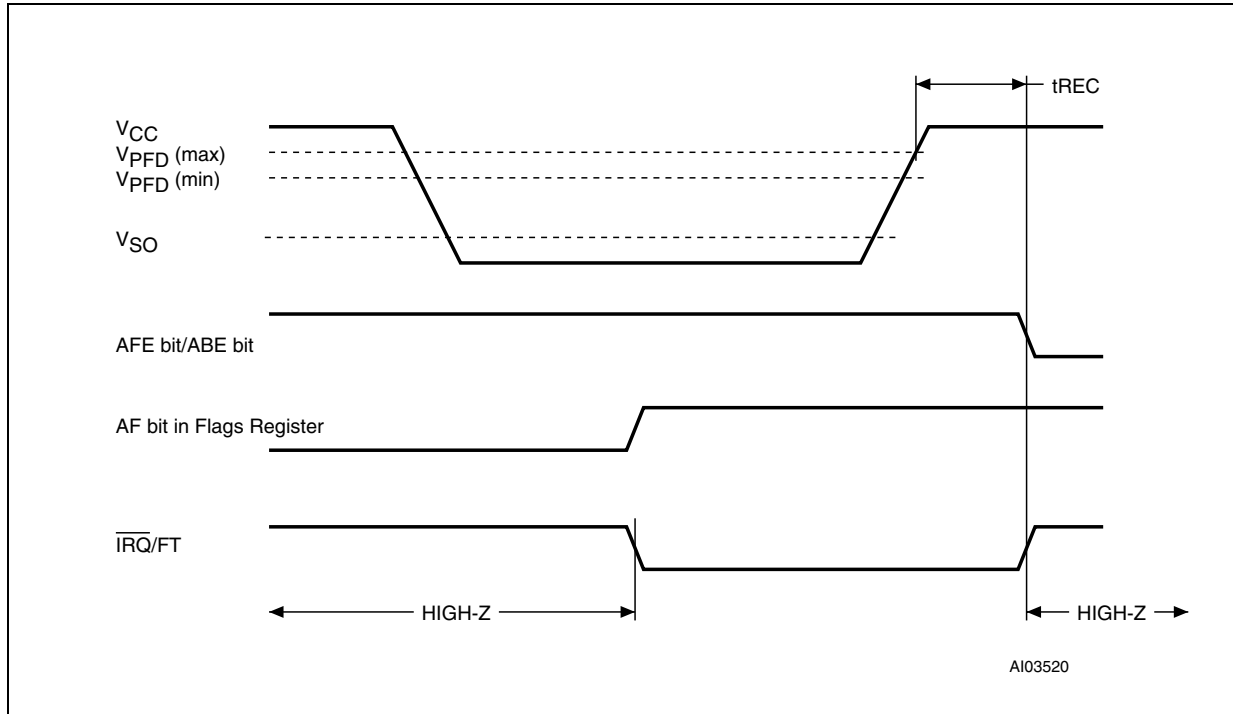 tREC
VCC
VPFD (max)
VPFD (min)
VSO
AFE bit/ABE bit
AF bit in Flags Register
IRQ/FT
HIGH-Z
HIGH-Z
AI03520